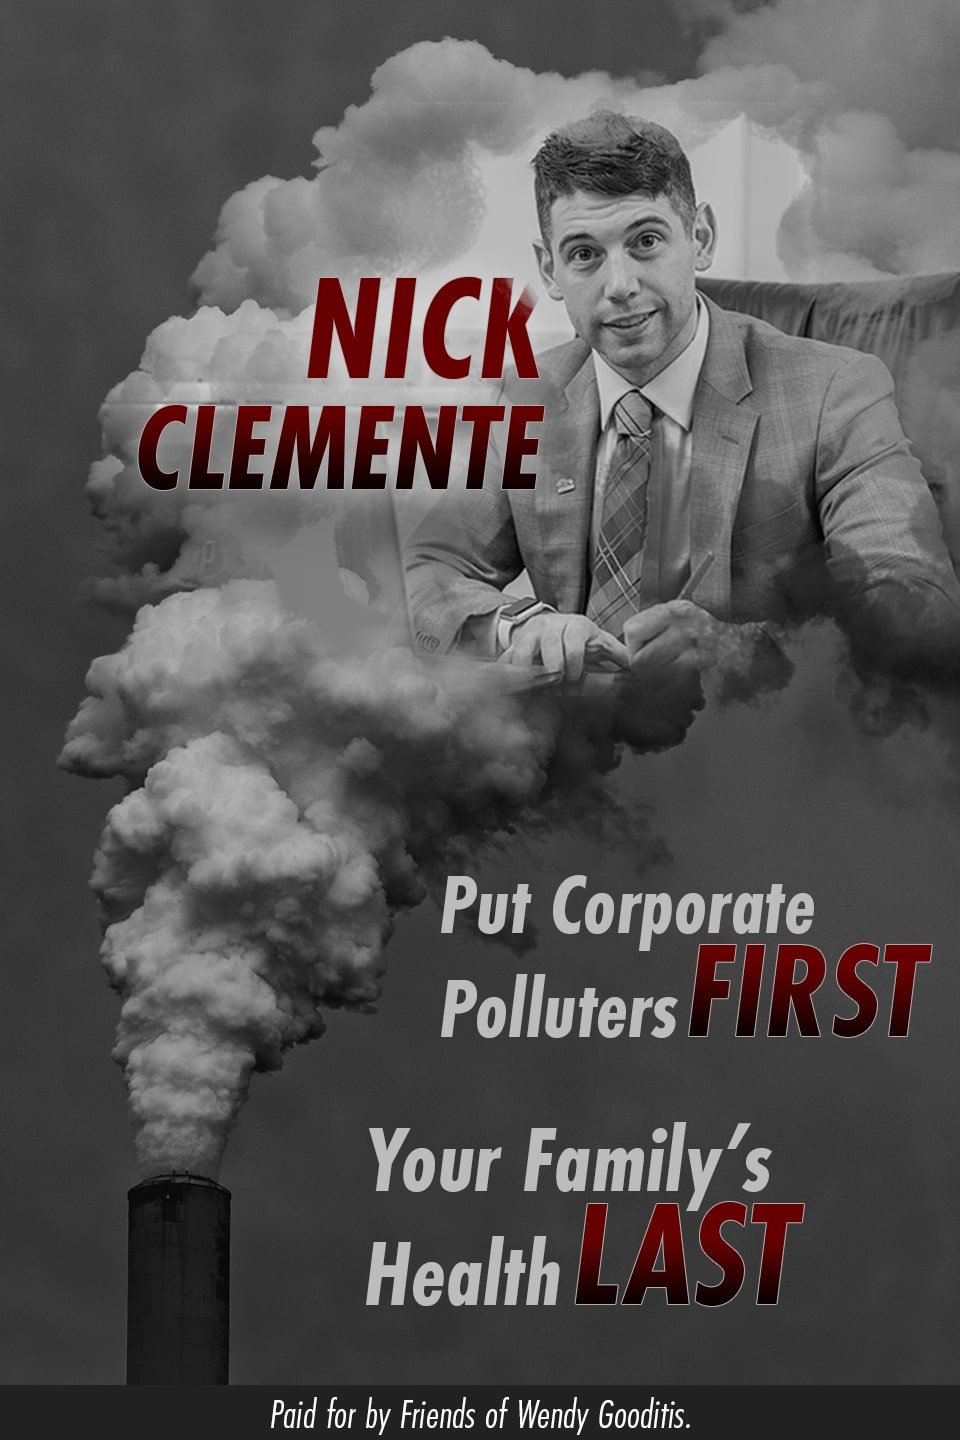 NICK
CLEMENTE
Put Corporate
Polluters FIRST
Your Family's
Health LAST
Paid for by Friends of Wendy Gooditis.